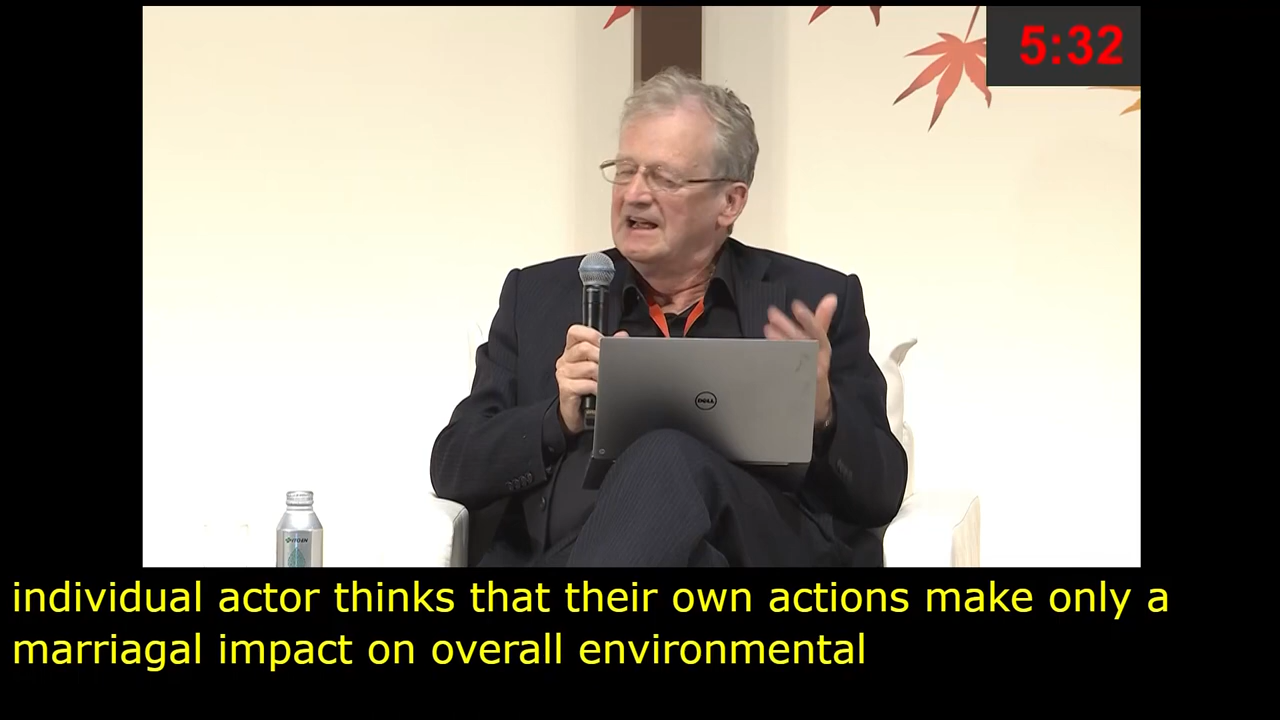 5:32
DELL
individual actor thinks that their own actions make only a
marriagal impact on overall environmental